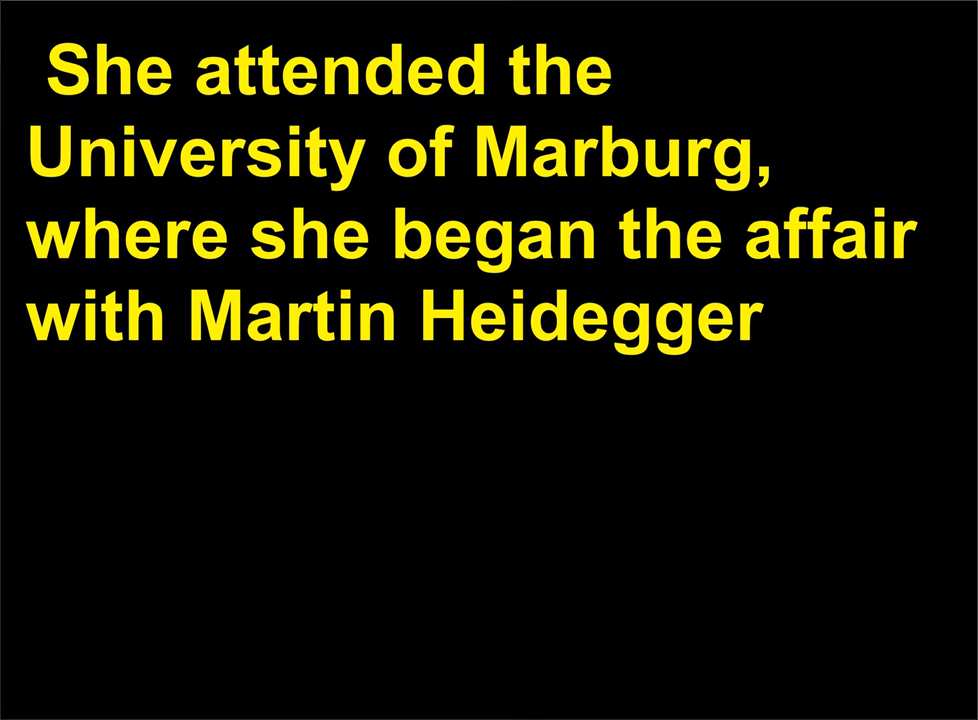 She attended the
University of Marburg,
where she began the affair
with Martin Heidegger